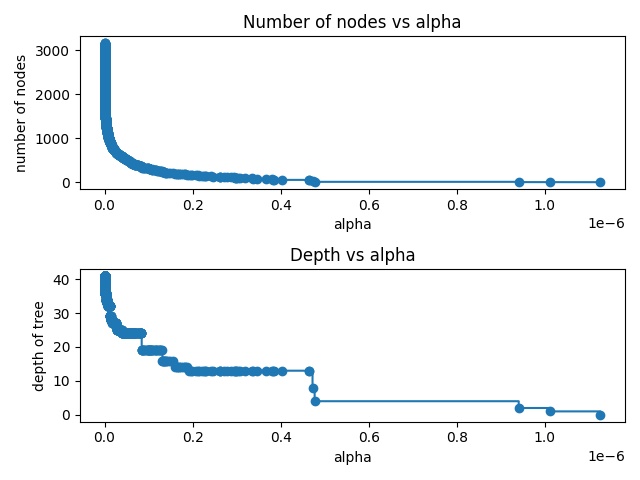 Number of nodes vs alpha
number of nodes
3000
2000
1000
0
0.0 0.2 0.4 0.6 0.8 1.0
alpha
1e−6
Depth vs alpha
depth of tree
40
30
20
10
0
0.0 0.2 0.4 0.6 0.8 1.0
alpha
1e−6